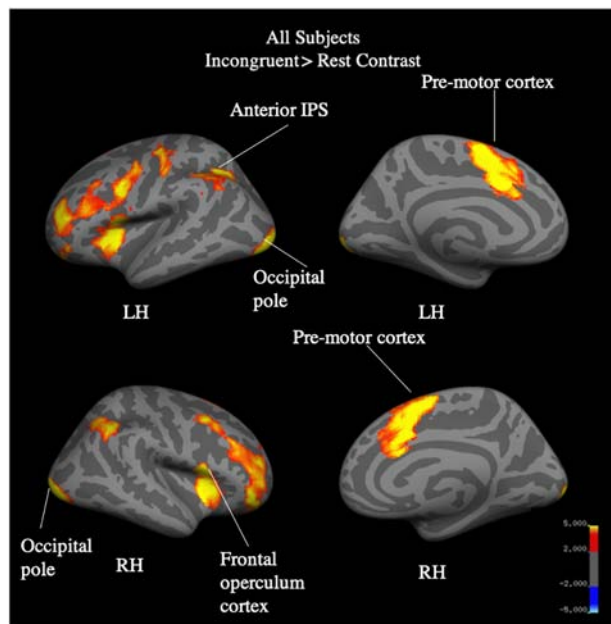 All Subjects
Incongruent> Rest Contrast
Pre-motor cortex
Anterior IPS
Occipital
pole
LH
LH
Pre-motor cortex
Occipital
pole
RH
Frontal
operculum
cortex
RH
5.000
2.000
-2.000
-5.000